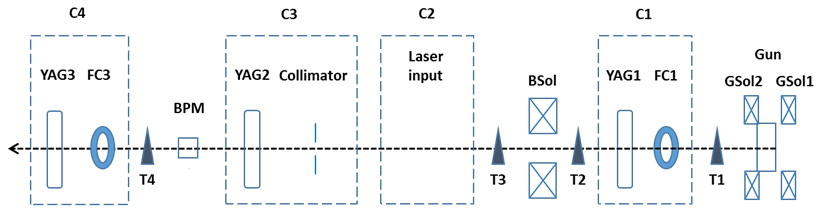 C4
C3
C2
C1
YAG3 FC3
BPM
YAG2 Collimator
Laser
input
BSol
YAG1 FC1
Gun
GSol2 GSol1
T4
T3
T2
T1